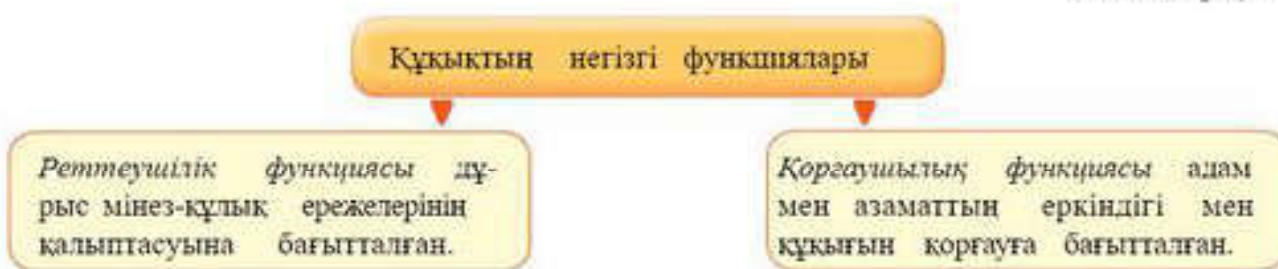 Құқықтың негізгі функциялары
Реттеушілік функциясы дұ-
рыс мінез-құлық ережелерінің
қалыптасуына бағытталған.
Қорғаушылық функциясы адам
мен азаматтың еркіндігі мен
құқығын қорғауға бағытталған.